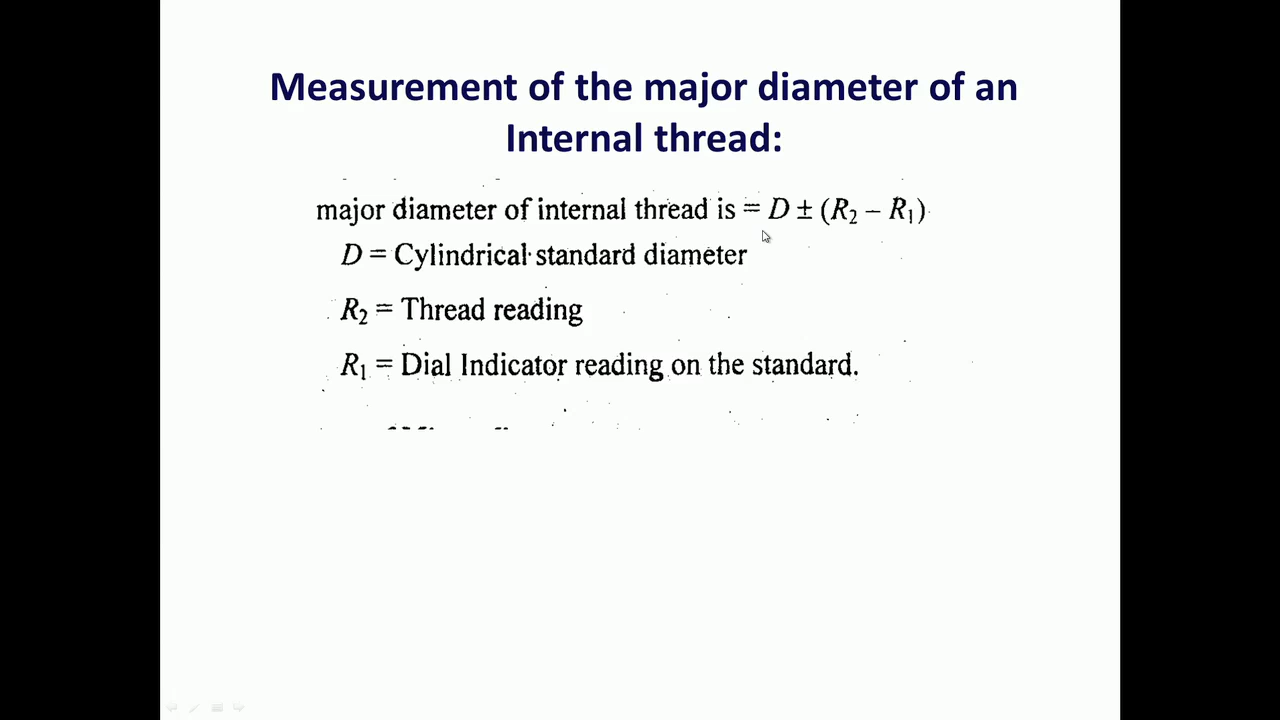 Measurement of the major diameter of an
Internal thread:
major diameter of internal thread is = D ± (R₂ – R₁)
D = Cylindrical standard diameter
R₂ = Thread reading
R₁ = Dial Indicator reading on the standard.